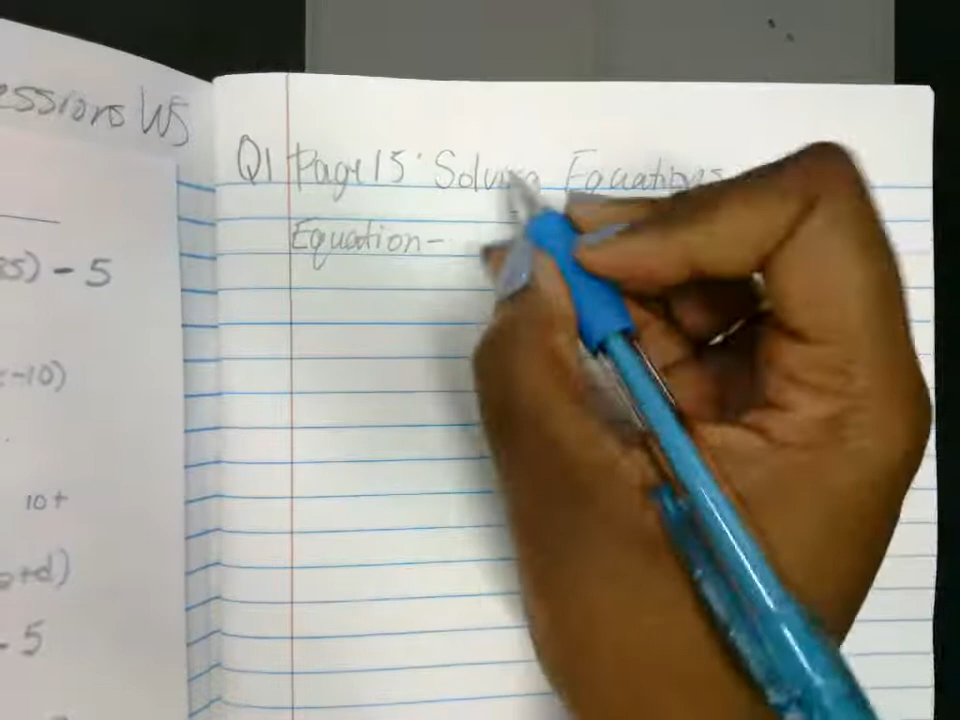 essions WS
Q1 Page 15: Solving Equations
Equation-
) - 5
-10)
10+
+d)
- 5